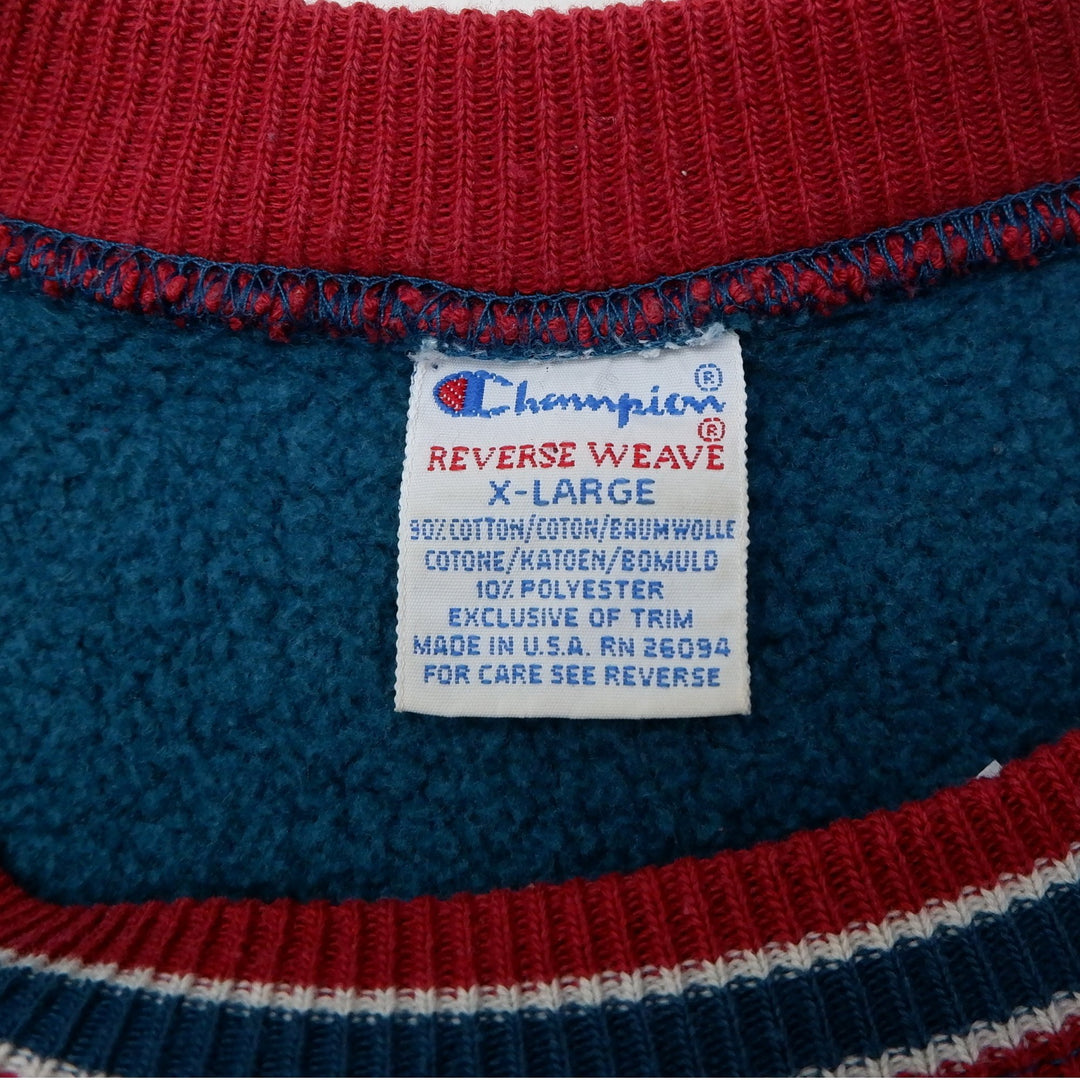 Champion®
REVERSE WEAVE®
X-LARGE
90% COTTON/COTON/BAUMWOLLE
COTONE/KATOEN/BOMULD
10% POLYESTER
EXCLUSIVE OF TRIM
MADE IN U.S.A. RN 26094
FOR CARE SEE REVERSE